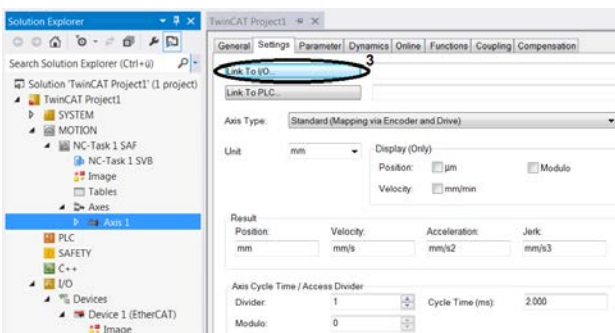 Solution Explorer
Search Solution Explorer (Ctrl+ü)
Solution 'TwinCAT Project1' (1 project)
TwinCAT Project1
SYSTEM
MOTION
NC-Task 1 SAF
NC-Task 1 SVB
Image
Tables
Axes
Axis 1
PLC
SAFETY
C++
I/O
Devices
Device 1 (EtherCAT)
Image
TwinCAT Project1
General Settings Parameter Dynamics Online Functions Coupling Compensation
3
Link To I/O...
Link To PLC...
Axis Type: Standard (Mapping via Encoder and Drive)
Unit: mm Display (Only)
Position: µm Modulo
Velocity: mm/min
Result
Position: Velocity: Acceleration: Jerk:
mm mm/s mm/s2 mm/s3
Axis Cycle Time / Access Divider
Divider: 1 Cycle Time (ms): 2.000
Modulo: 0